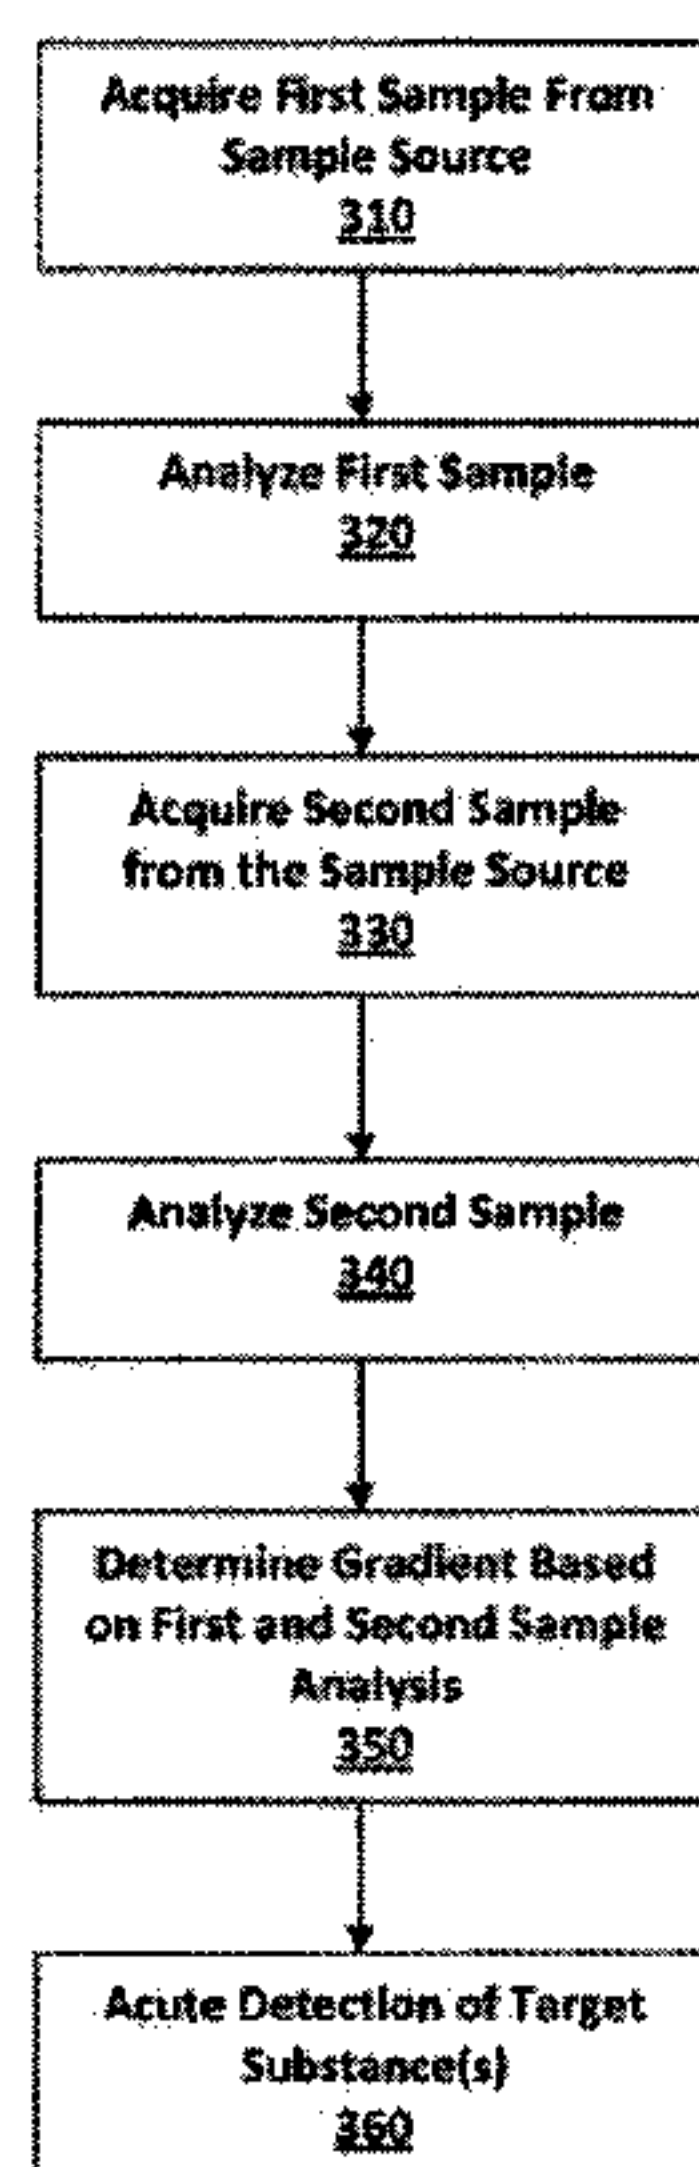 Acquire First Sample From
Sample Source
310
Analyze First Sample
320
Acquire Second Sample
from the Sample Source
330
Analyze Second Sample
340
Determine Gradient Based
on First and Second Sample
Analysis
350
Acute Detection of Target
Substance(s)
360